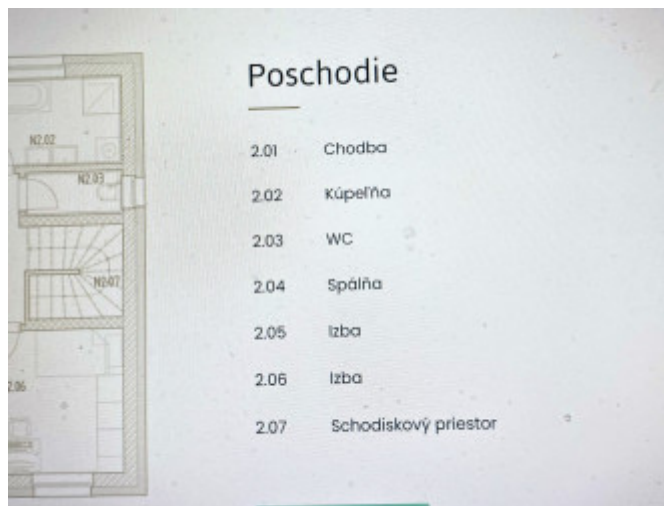 Poschodie
2.01 Chodba
2.02 Kúpeľňa
2.03 WC
2.04 Spálňa
2.05 Izba
2.06 Izba
2.07 Schodiskový priestor
N2.02
N2.03
N2.07
2.06